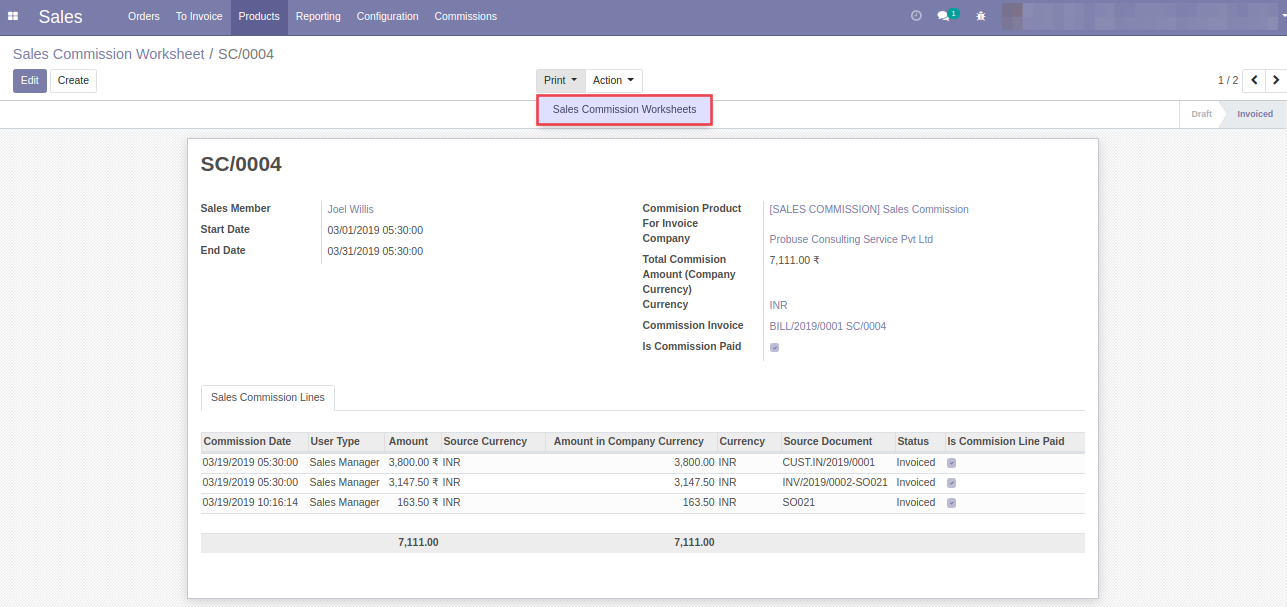 Sales Orders To Invoice Products Reporting Configuration Commissions 1
Sales Commission Worksheet / SC/0004
Edit Create Print Action 1 / 2
Sales Commission Worksheets
Draft Invoiced
SC/0004
Sales Member Joel Willis
Start Date 03/01/2019 05:30:00
End Date 03/31/2019 05:30:00
Commision Product [SALES COMMISSION] Sales Commission
For Invoice
Company Probuse Consulting Service Pvt Ltd
Total Commision 7,111.00 ₹
Amount (Company
Currency)
Currency INR
Commission Invoice BILL/2019/0001 SC/0004
Is Commission Paid
Sales Commission Lines
Commission Date User Type Amount Source Currency Amount in Company Currency Currency Source Document Status Is Commision Line Paid
03/19/2019 05:30:00 Sales Manager 3,800.00 ₹ INR 3,800.00 INR CUST.IN/2019/0001 Invoiced
03/19/2019 05:30:00 Sales Manager 3,147.50 ₹ INR 3,147.50 INR INV/2019/0002-SO021 Invoiced
03/19/2019 10:16:14 Sales Manager 163.50 ₹ INR 163.50 INR SO021 Invoiced
7,111.00 7,111.00